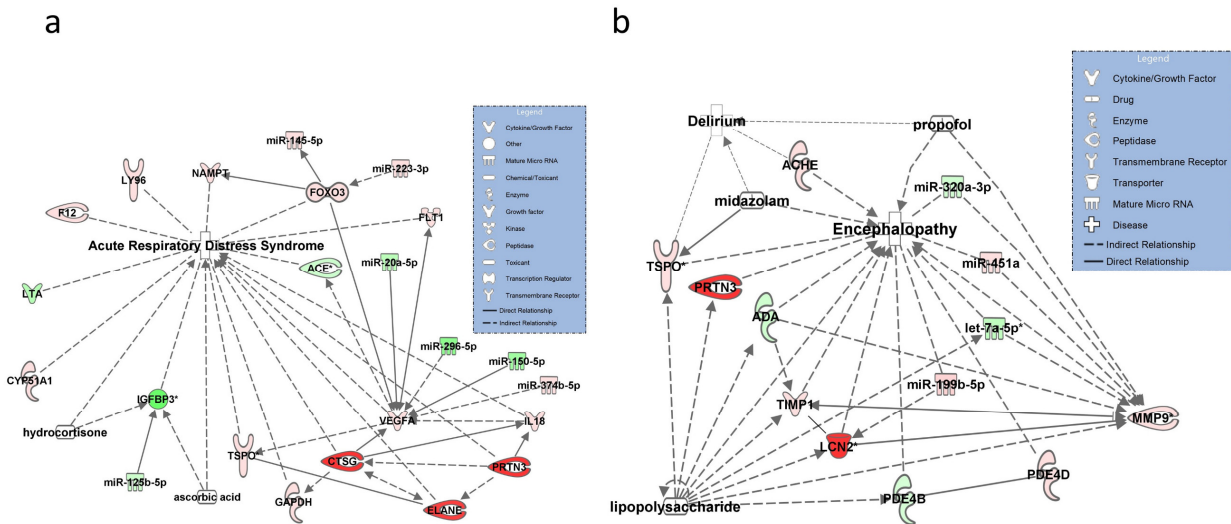 a
Legend
Cytokine/Growth Factor
Other
Mature Micro RNA
Chemical/Toxicant
Enzyme
Growth factor
Kinase
Peptidase
Toxicant
Transcription Regulator
Transmembrane Receptor
Direct Relationship
Indirect Relationship
miR-145-5p
miR-223-3p
LY96
NAMPT
FOXO3
F12
FLT1
Acute Respiratory Distress Syndrome
miR-20a-5p
ACE*
LTA
miR-296-5p
miR-150-5p
CYP51A1
miR-374b-5p
IGFBP3*
VEGFA
IL18
hydrocortisone
TSPO*
CTSG
PRTN3
miR-125b-5p
ascorbic acid
GAPDH
ELANE
b
Legend
Cytokine/Growth Factor
Drug
Enzyme
Peptidase
Transmembrane Receptor
Transporter
Mature Micro RNA
Disease
Indirect Relationship
Direct Relationship
Delirium
propofol
ACHE
miR-320a-3p
midazolam
Encephalopathy
TSPO*
miR-451a
PRTN3
ADA
let-7a-5p*
miR-199b-5p
TIMP1
MMP9*
LCN2*
PDE4D
PDE4B
lipopolysaccharide